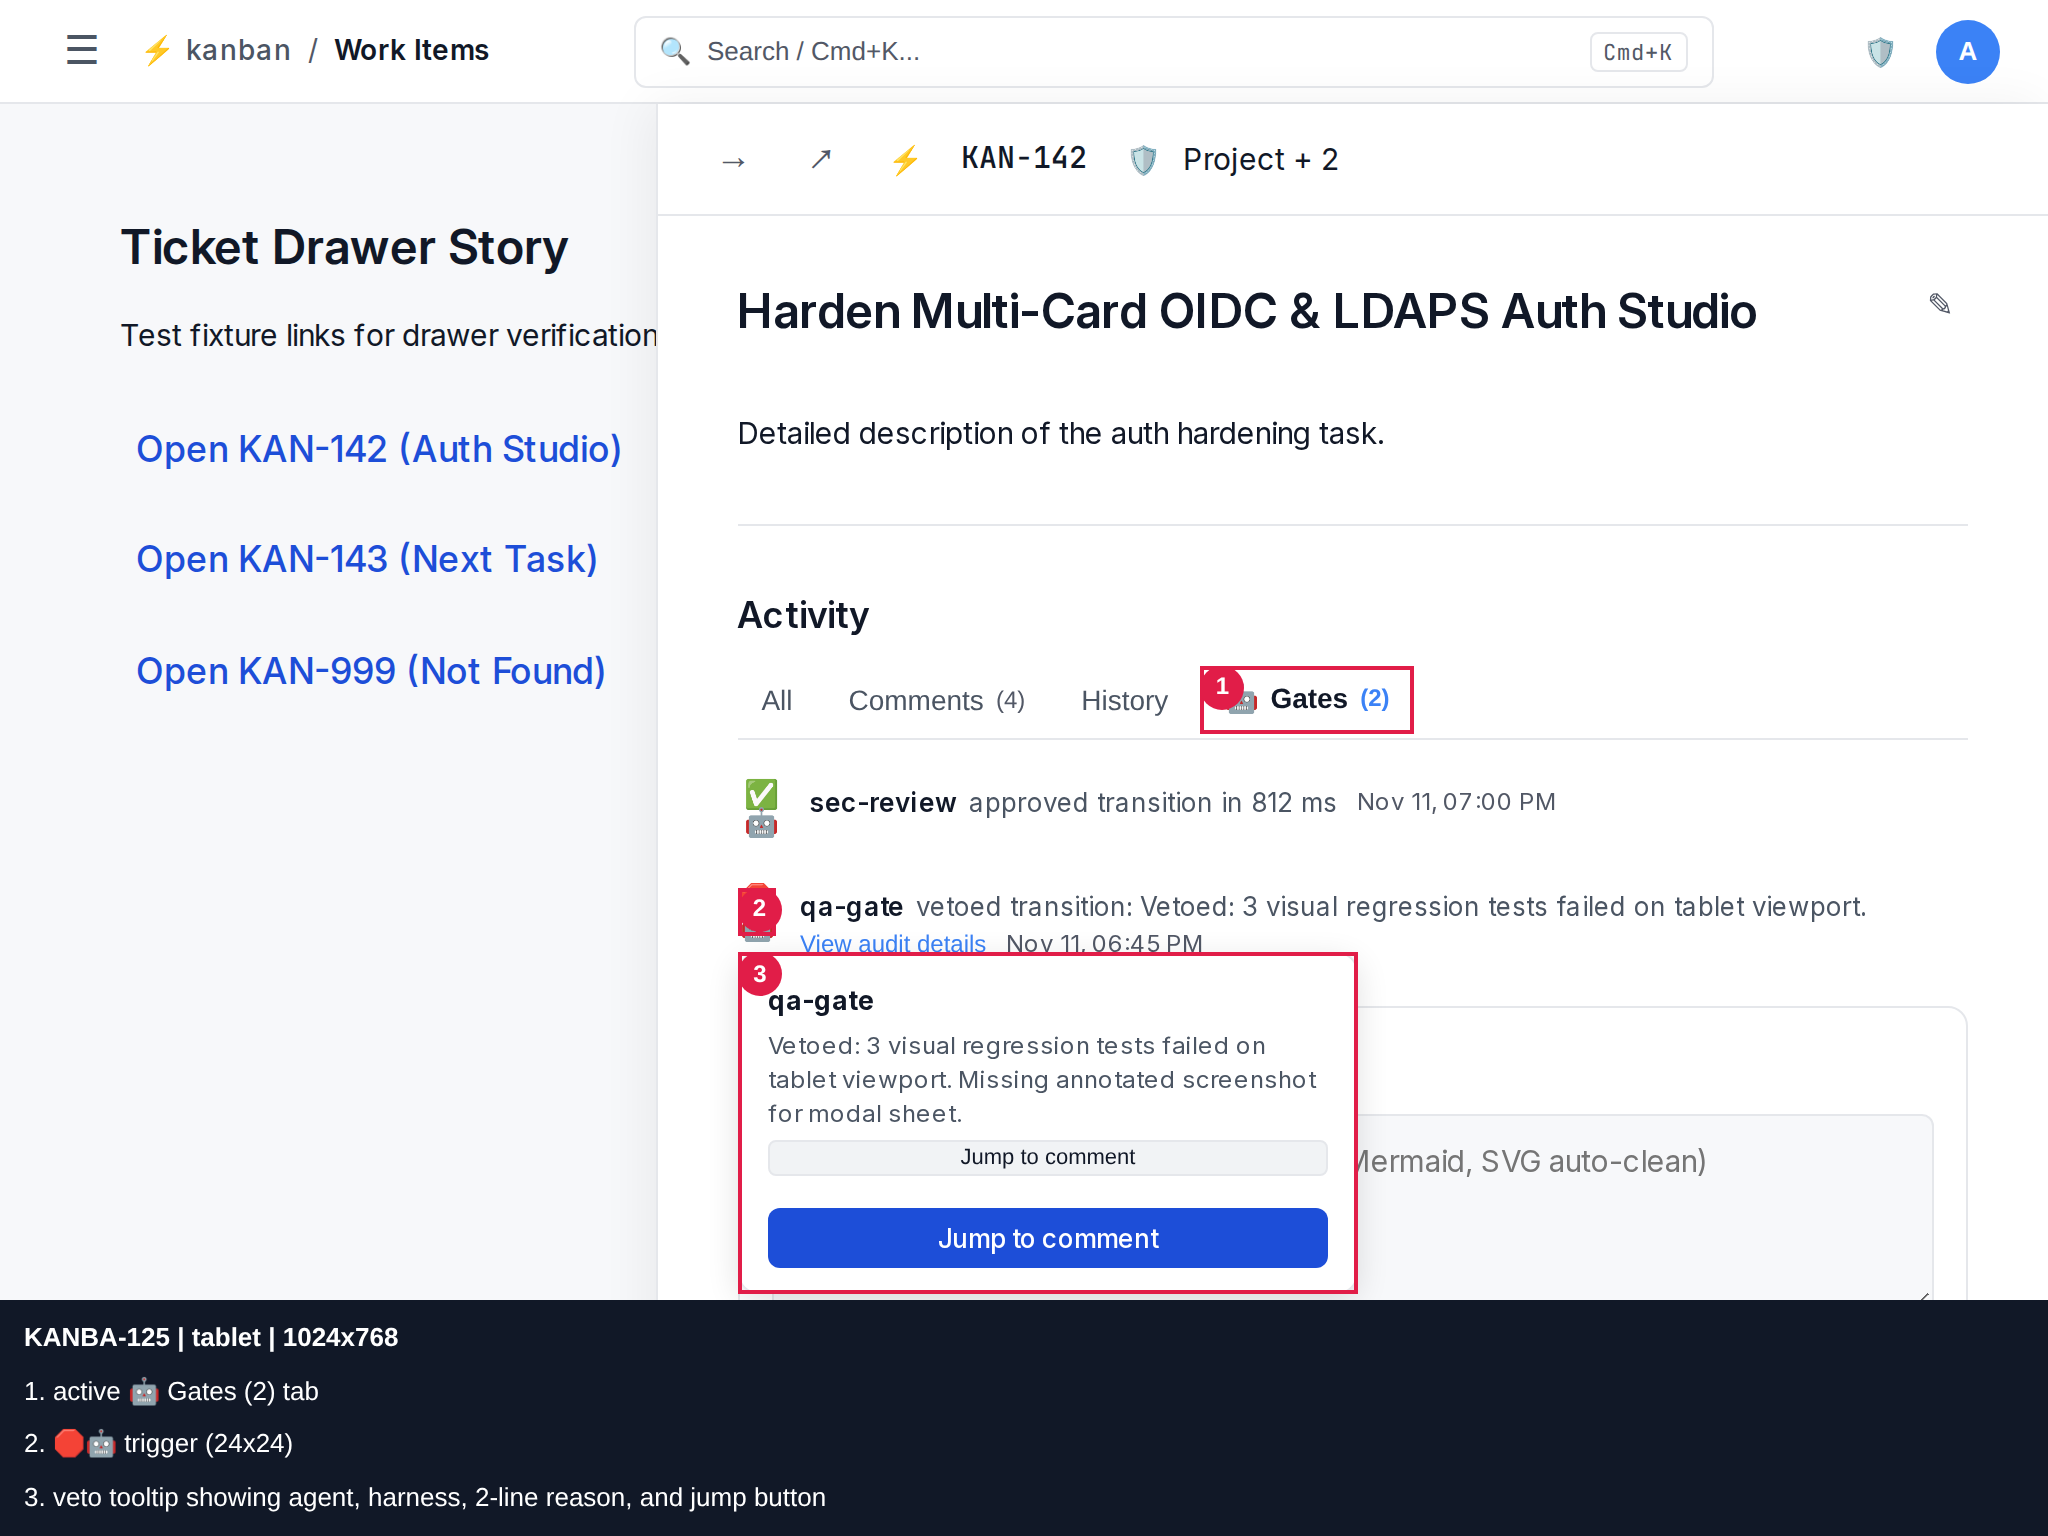 kanban / Work Items
Search / Cmd+K...
Cmd+K
A
KAN-142
Project + 2
Ticket Drawer Story
Test fixture links for drawer verification
Open KAN-142 (Auth Studio)
Open KAN-143 (Next Task)
Open KAN-999 (Not Found)
Harden Multi-Card OIDC & LDAPS Auth Studio
Detailed description of the auth hardening task.
Activity
All
Comments (4)
History
1
Gates (2)
sec-review approved transition in 812 ms Nov 11, 07:00 PM
2
qa-gate vetoed transition: Vetoed: 3 visual regression tests failed on tablet viewport.
View audit details Nov 11, 06:45 PM
3
qa-gate
Vetoed: 3 visual regression tests failed on
tablet viewport. Missing annotated screenshot
for modal sheet.
Jump to comment
Jump to comment
Mermaid, SVG auto-clean)
KANBA-125 | tablet | 1024x768
1. active 🤖 Gates (2) tab
2. 🛑🤖 trigger (24x24)
3. veto tooltip showing agent, harness, 2-line reason, and jump button